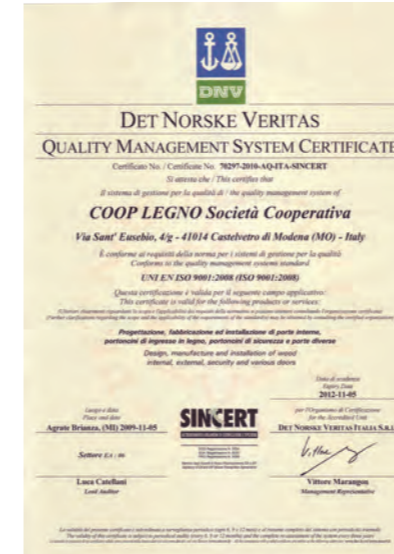 DNV
DET NORSKE VERITAS
QUALITY MANAGEMENT SYSTEM CERTIFICATE
Certificato No. / Certificate No. 70297-2010-AQ-ITA-SINCERT
Si attesta che / This certifies that
il sistema di gestione per la qualità di / the quality management system of
COOP LEGNO Società Cooperativa
Via Sant' Eusebio, 4/g - 41014 Castelvetro di Modena (MO) - Italy
È conforme ai requisiti della norma per i sistemi di gestione per la qualità
Conforms to the quality management systems standard
UNI EN ISO 9001:2008 (ISO 9001:2008)
Questa certificazione è valida per il seguente campo applicativo:
This certificate is valid for the following products or services:
Progettazione, fabbricazione ed installazione di porte interne,
portoncini di ingresso in legno, portoncini di sicurezza e porte diverse
Design, manufacture and installation of wood
internal, external, security and various doors
Data di scadenza
Expiry Date
2012-11-05
Luogo e data
Place and date
Agrate Brianza, (MI) 2009-11-05
SINCERT
per l'Organismo di Certificazione
for the Accredited Unit
DET NORSKE VERITAS ITALIA S.R.L.
Settore EA : 06
Luca Catellani
Lead Auditor
Vittore Marangon
Management Representative